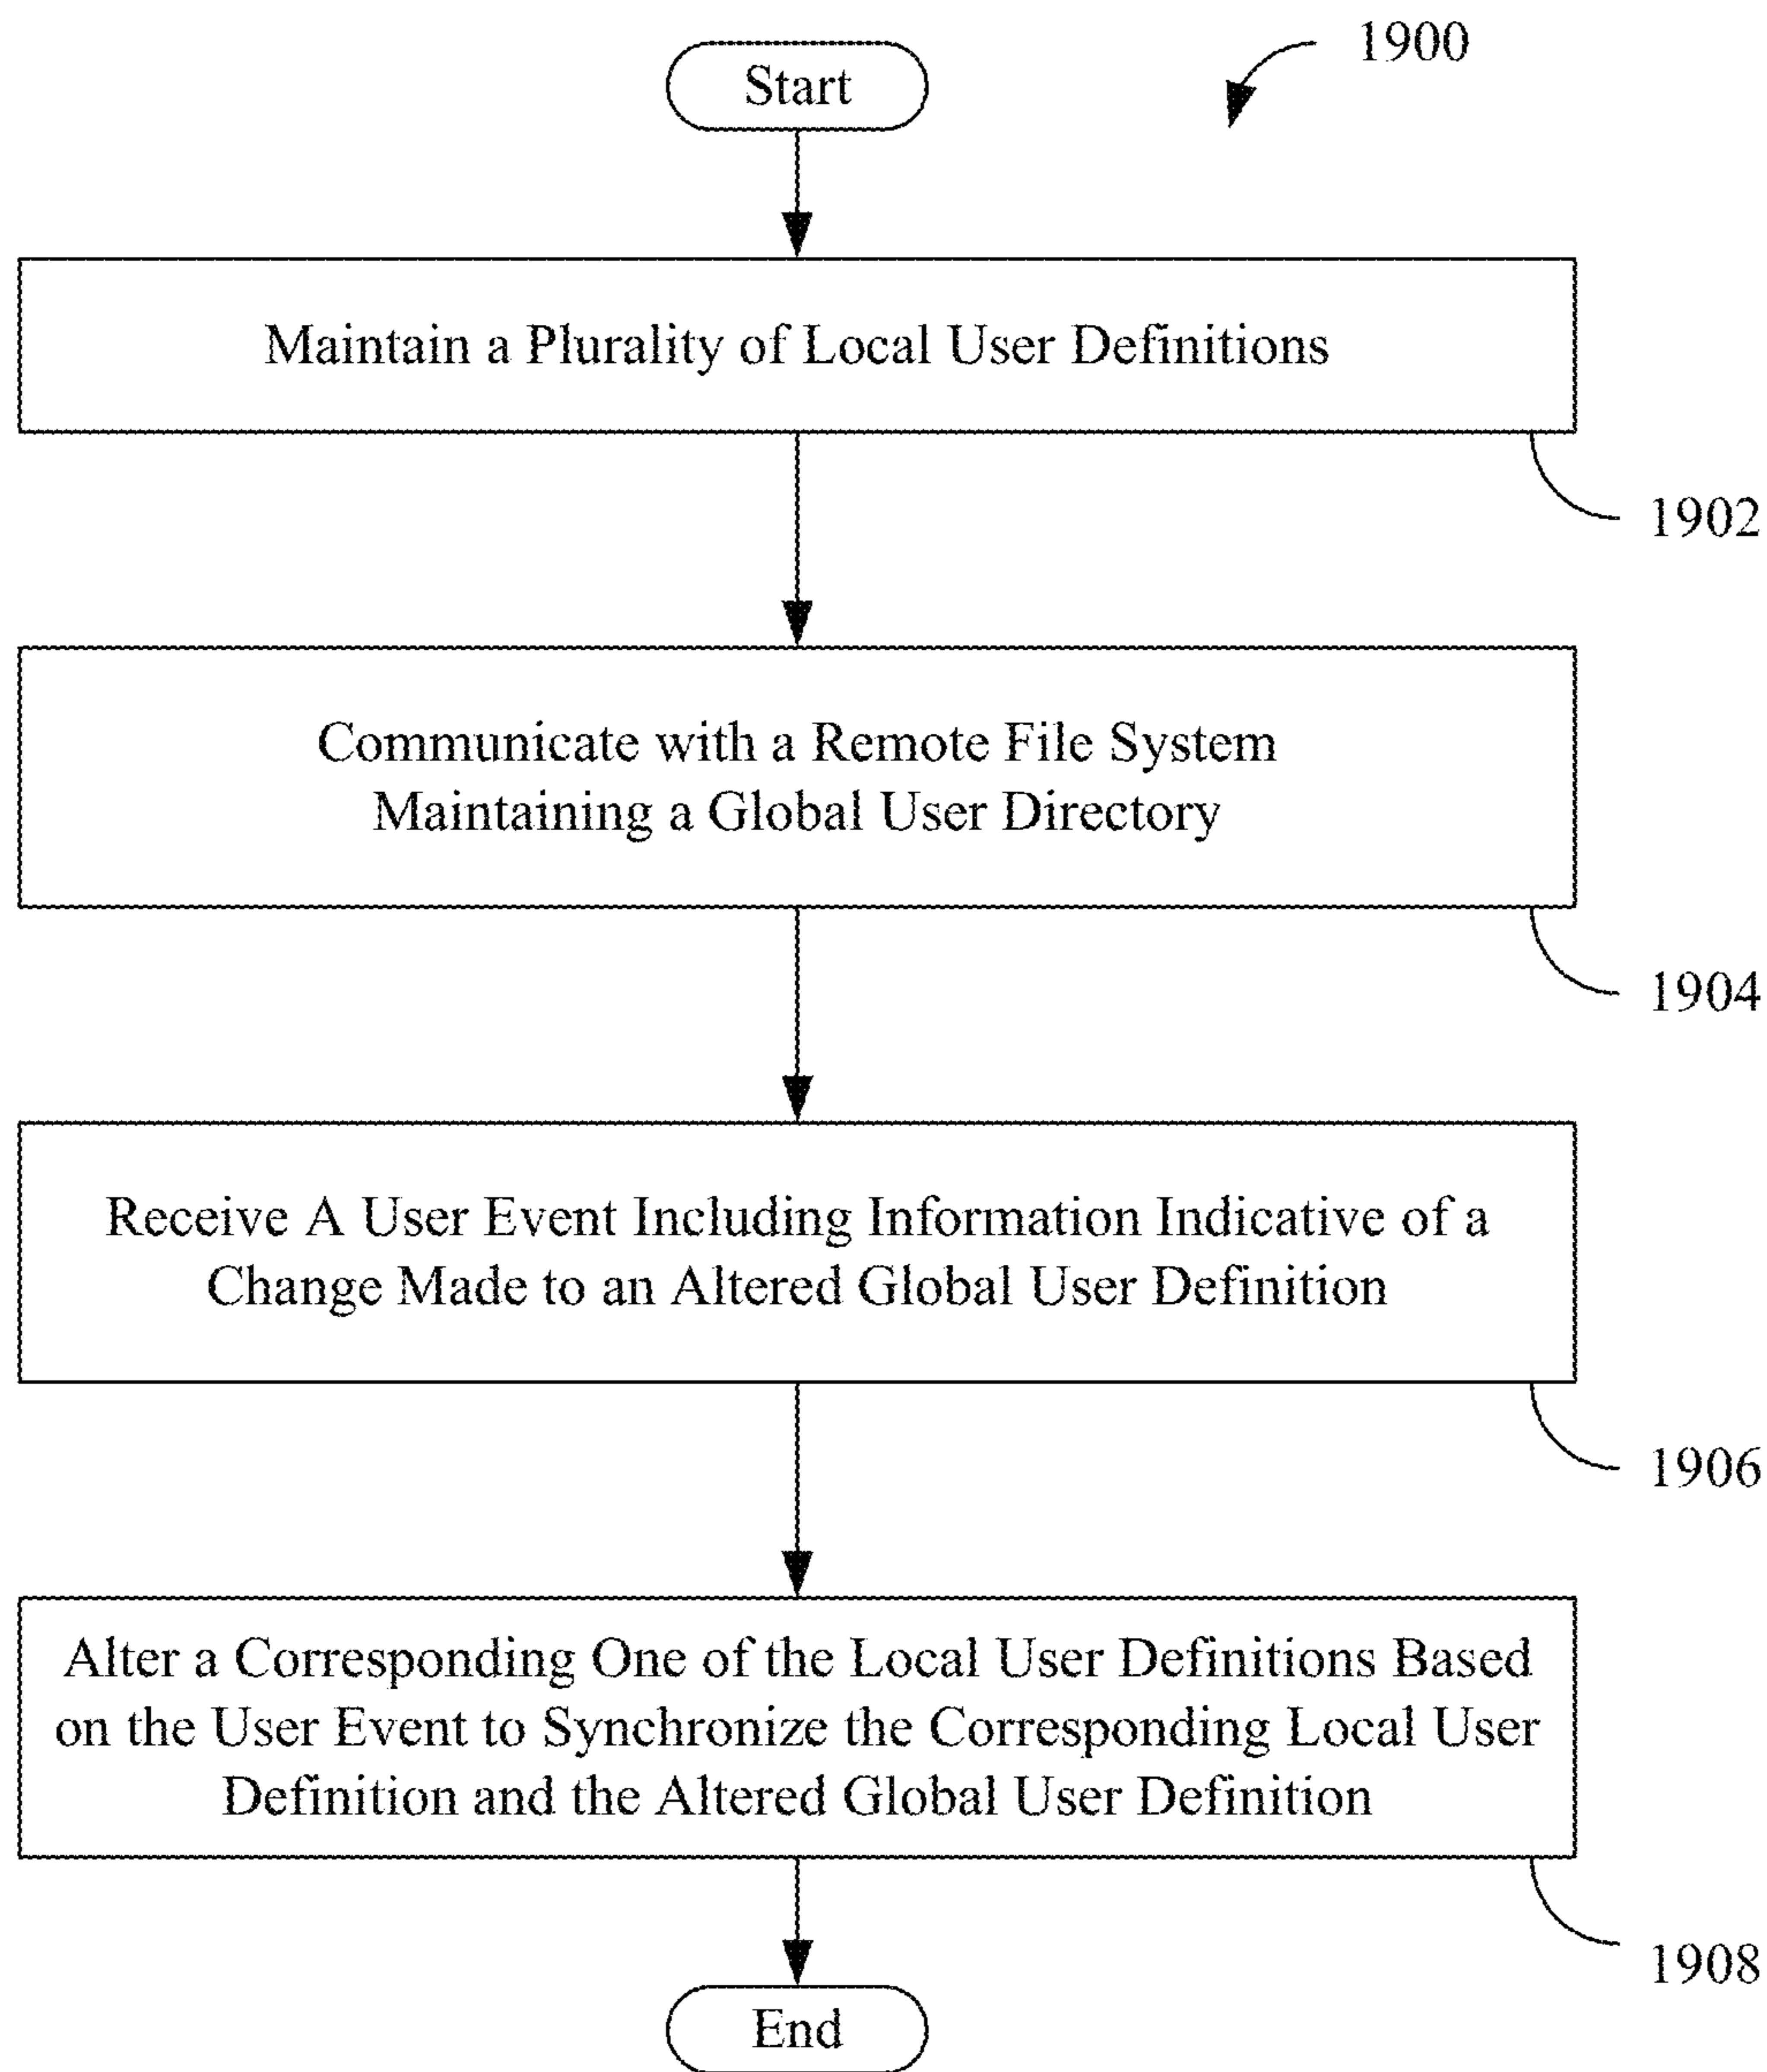 1900
Start
Maintain a Plurality of Local User Definitions
1902
Communicate with a Remote File System
Maintaining a Global User Directory
1904
Receive A User Event Including Information Indicative of a
Change Made to an Altered Global User Definition
1906
Alter a Corresponding One of the Local User Definitions Based
on the User Event to Synchronize the Corresponding Local User
Definition and the Altered Global User Definition
1908
End